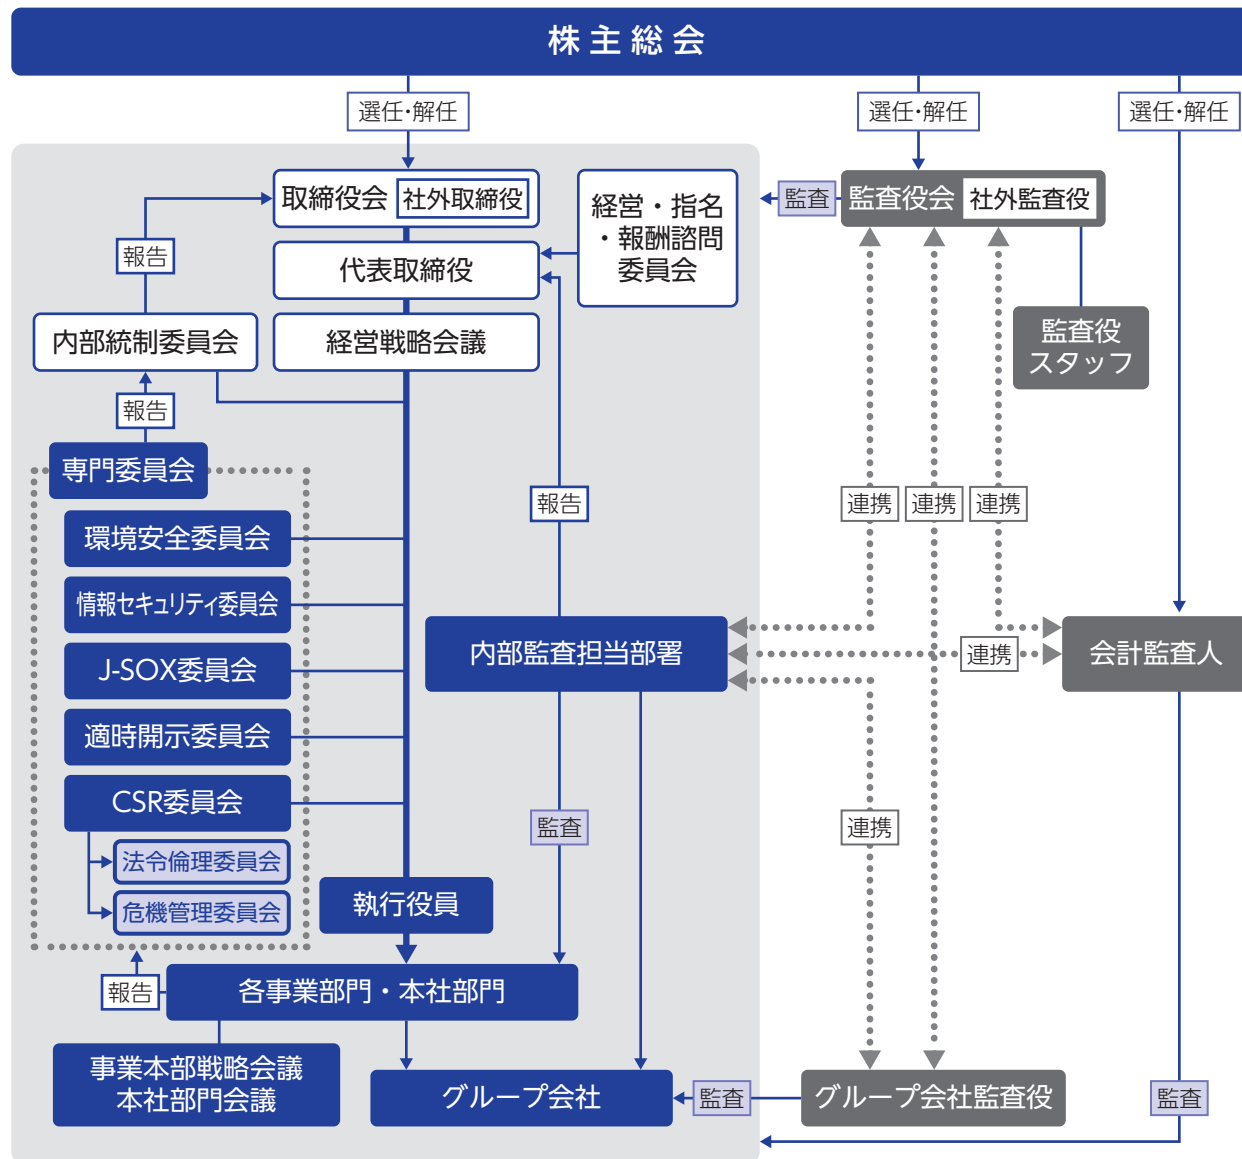 株主総会
選任・解任
選任・解任
選任・解任
取締役会
社外取締役
経営・指名
・報酬諮問
委員会
監査
監査役会
社外監査役
報告
代表取締役
内部統制委員会
経営戦略会議
監査役
スタッフ
報告
専門委員会
報告
連携
連携
連携
環境安全委員会
情報セキュリティ委員会
内部監査担当部署
連携
会計監査人
J-SOX委員会
適時開示委員会
CSR委員会
監査
連携
法令倫理委員会
危機管理委員会
執行役員
報告
各事業部門・本社部門
事業本部戦略会議
本社部門会議
グループ会社
監査
グループ会社監査役
監査